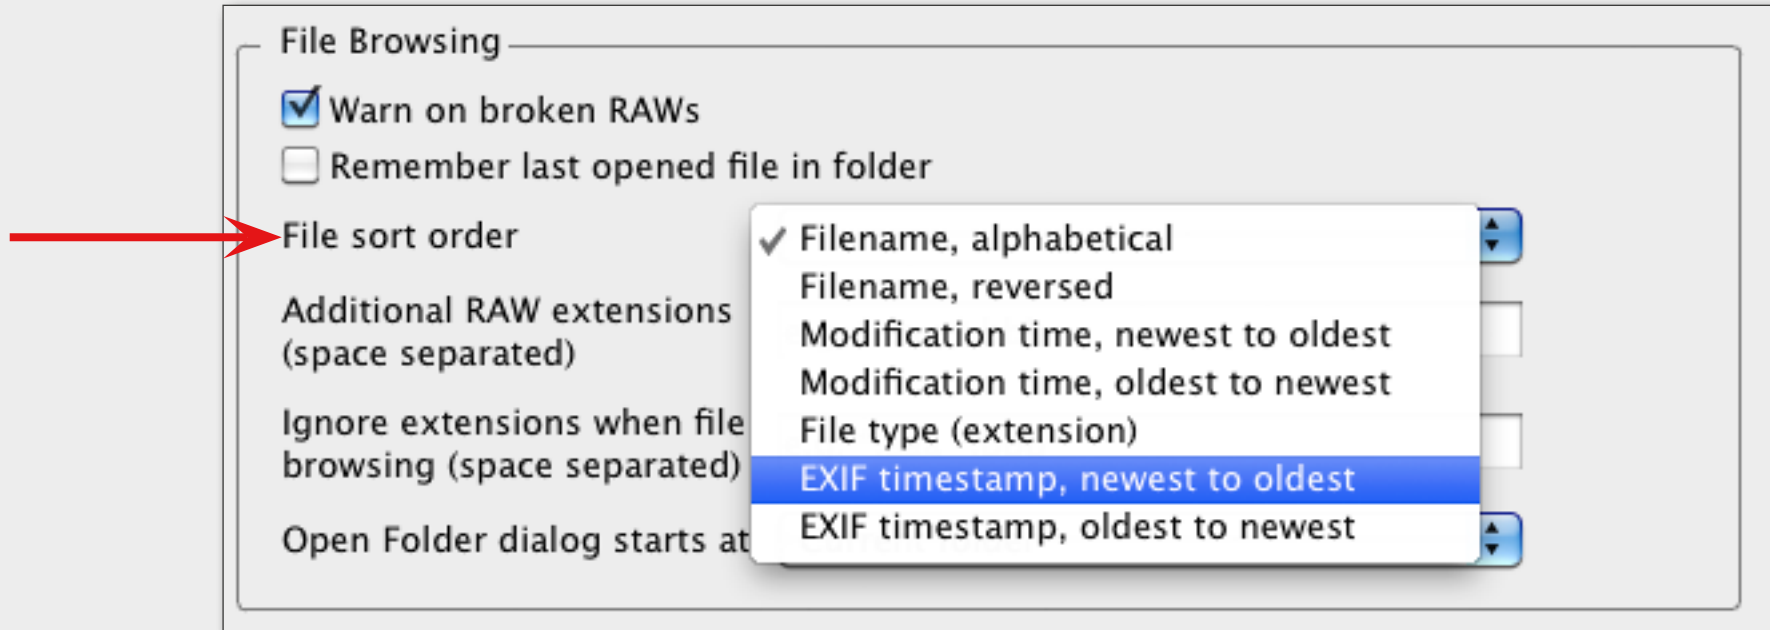 File Browsing
Warn on broken RAWs
Remember last opened file in folder
File sort order
Filename, alphabetical
Filename, reversed
Modification time, newest to oldest
Modification time, oldest to newest
File type (extension)
EXIF timestamp, newest to oldest
EXIF timestamp, oldest to newest
Additional RAW extensions
(space separated)
Ignore extensions when file
browsing (space separated)
Open Folder dialog starts at